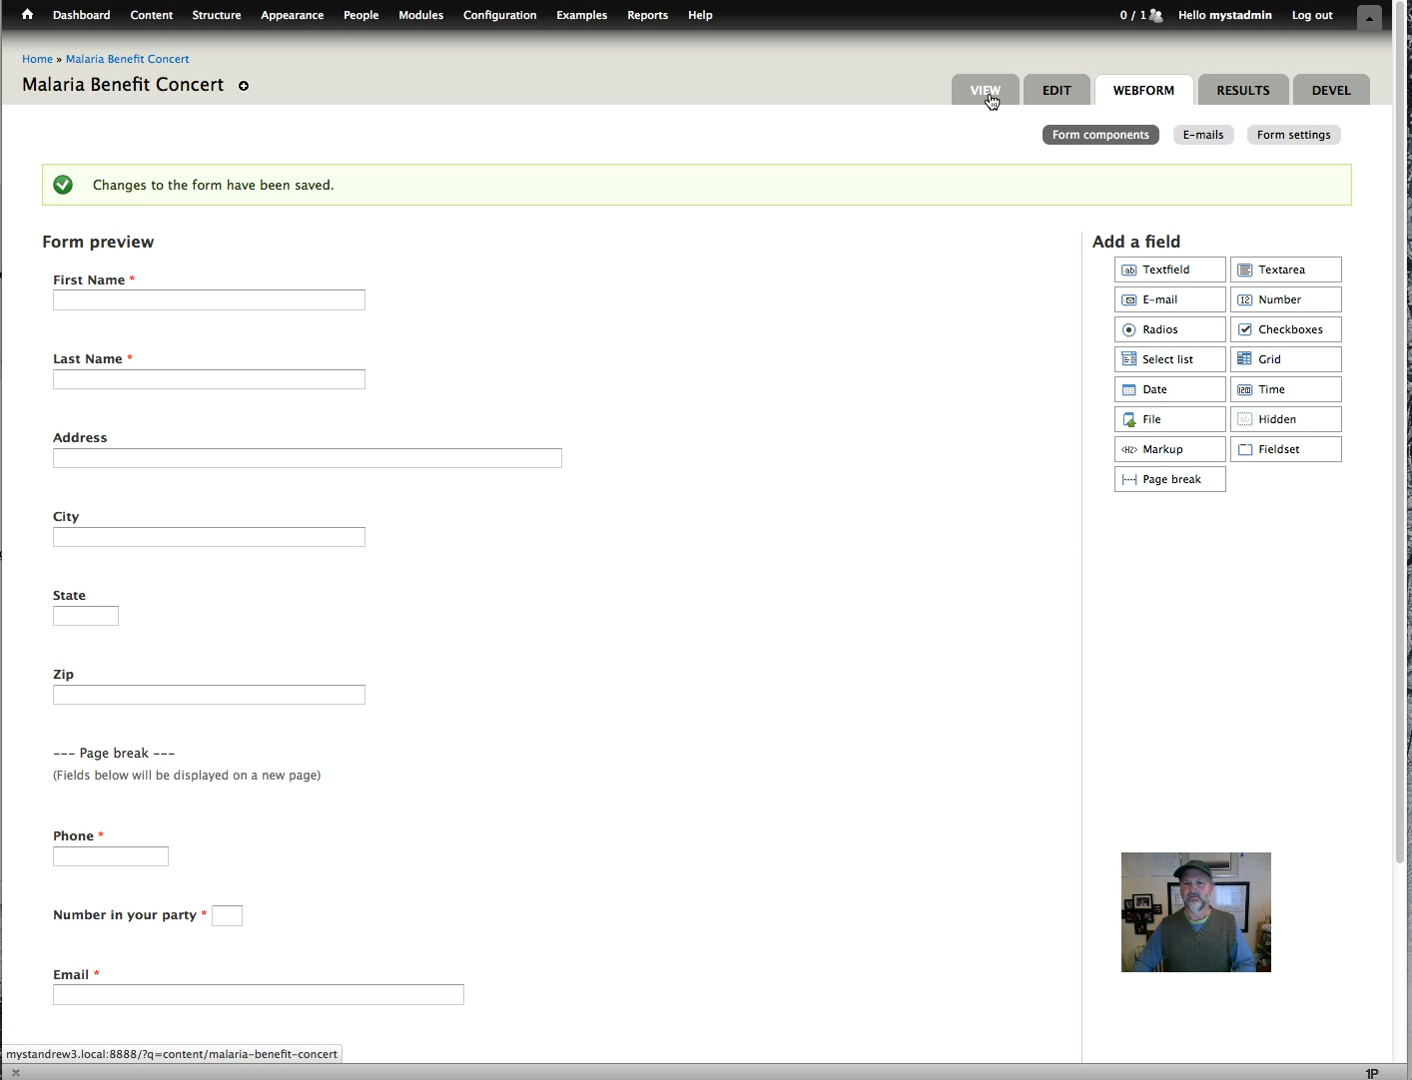 Dashboard Content Structure Appearance People Modules Configuration Examples Reports Help 0 / 1 Hello mystadmin Log out
Home » Malaria Benefit Concert
Malaria Benefit Concert
VIEW EDIT WEBFORM RESULTS DEVEL
Form components E-mails Form settings
Changes to the form have been saved.
Form preview
First Name *
Last Name *
Address
City
State
Zip
--- Page break ---
(Fields below will be displayed on a new page)
Phone *
Number in your party *
Email *
Add a field
Textfield Textarea
E-mail Number
Radios Checkboxes
Select list Grid
Date Time
File Hidden
<H2> Markup Fieldset
Page break
mystandrew3.local:8888/?q=content/malaria-benefit-concert
1P